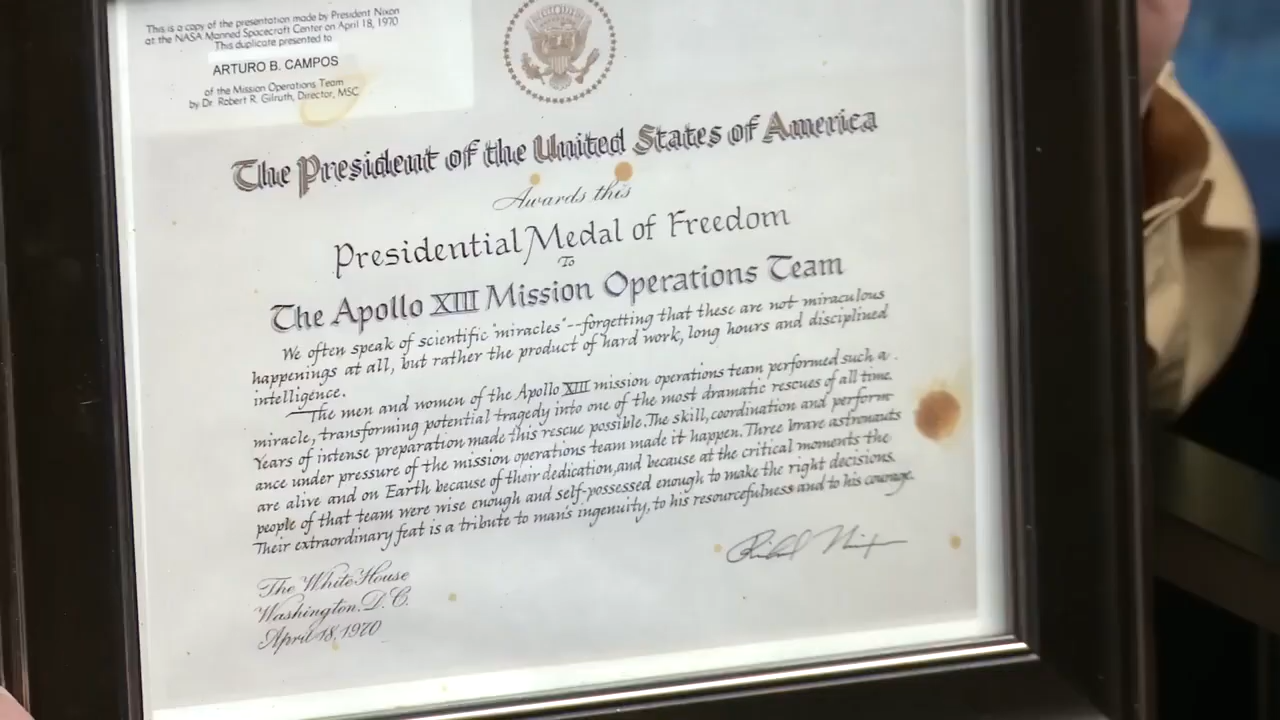 This is a copy of the presentation made by President Nixon
at the NASA Manned Spacecraft Center on April 18, 1970
This duplicate presented to
ARTURO B. CAMPOS
of the Mission Operations Team
by Dr. Robert R. Gilruth, Director, MSC
The President of the United States of America
Awards this
Presidential Medal of Freedom
To
The Apollo XIII Mission Operations Team
We often speak of scientific "miracles"--forgetting that these are not miraculous
happenings at all, but rather the product of hard work, long hours and disciplined
intelligence.
The men and women of the Apollo XIII mission operations team performed such a
miracle, transforming potential tragedy into one of the most dramatic rescues of all time.
Years of intense preparation made this rescue possible. The skill, coordination and perform-
ance under pressure of the mission operations team made it happen. Three brave astronauts
are alive and on Earth because of their dedication, and because at the critical moments the
people of that team were wise enough and self-possessed enough to make the right decisions.
Their extraordinary feat is a tribute to man's ingenuity, to his resourcefulness and to his courage.
Richard Nixon
The White House
Washington, D.C.
April 18, 1970